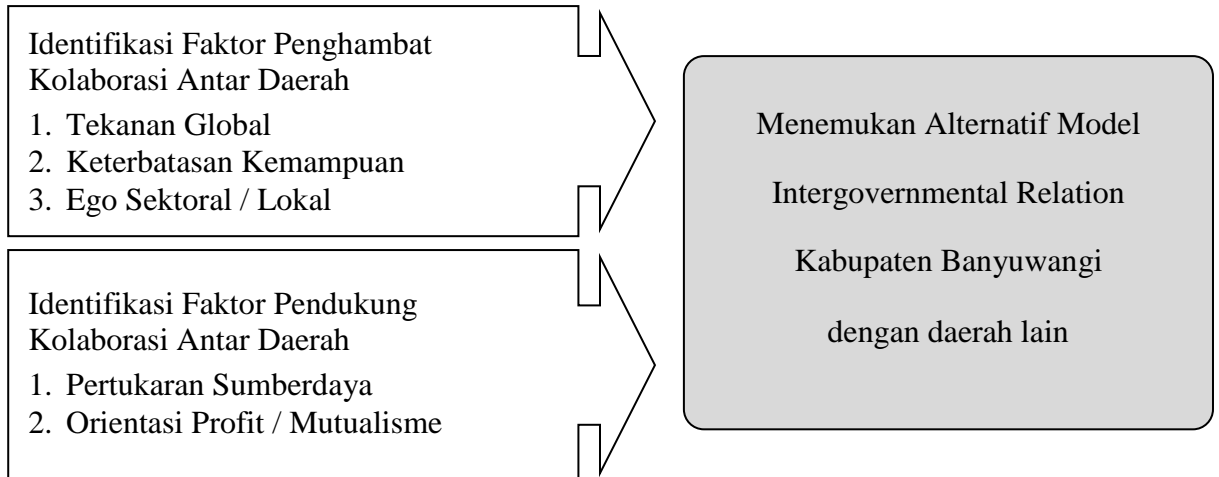 Identifikasi Faktor Penghambat
Kolaborasi Antar Daerah
1. Tekanan Global
2. Keterbatasan Kemampuan
3. Ego Sektoral / Lokal
Identifikasi Faktor Pendukung
Kolaborasi Antar Daerah
1. Pertukaran Sumberdaya
2. Orientasi Profit / Mutualisme
Menemukan Alternatif Model
Intergovernmental Relation
Kabupaten Banyuwangi
dengan daerah lain